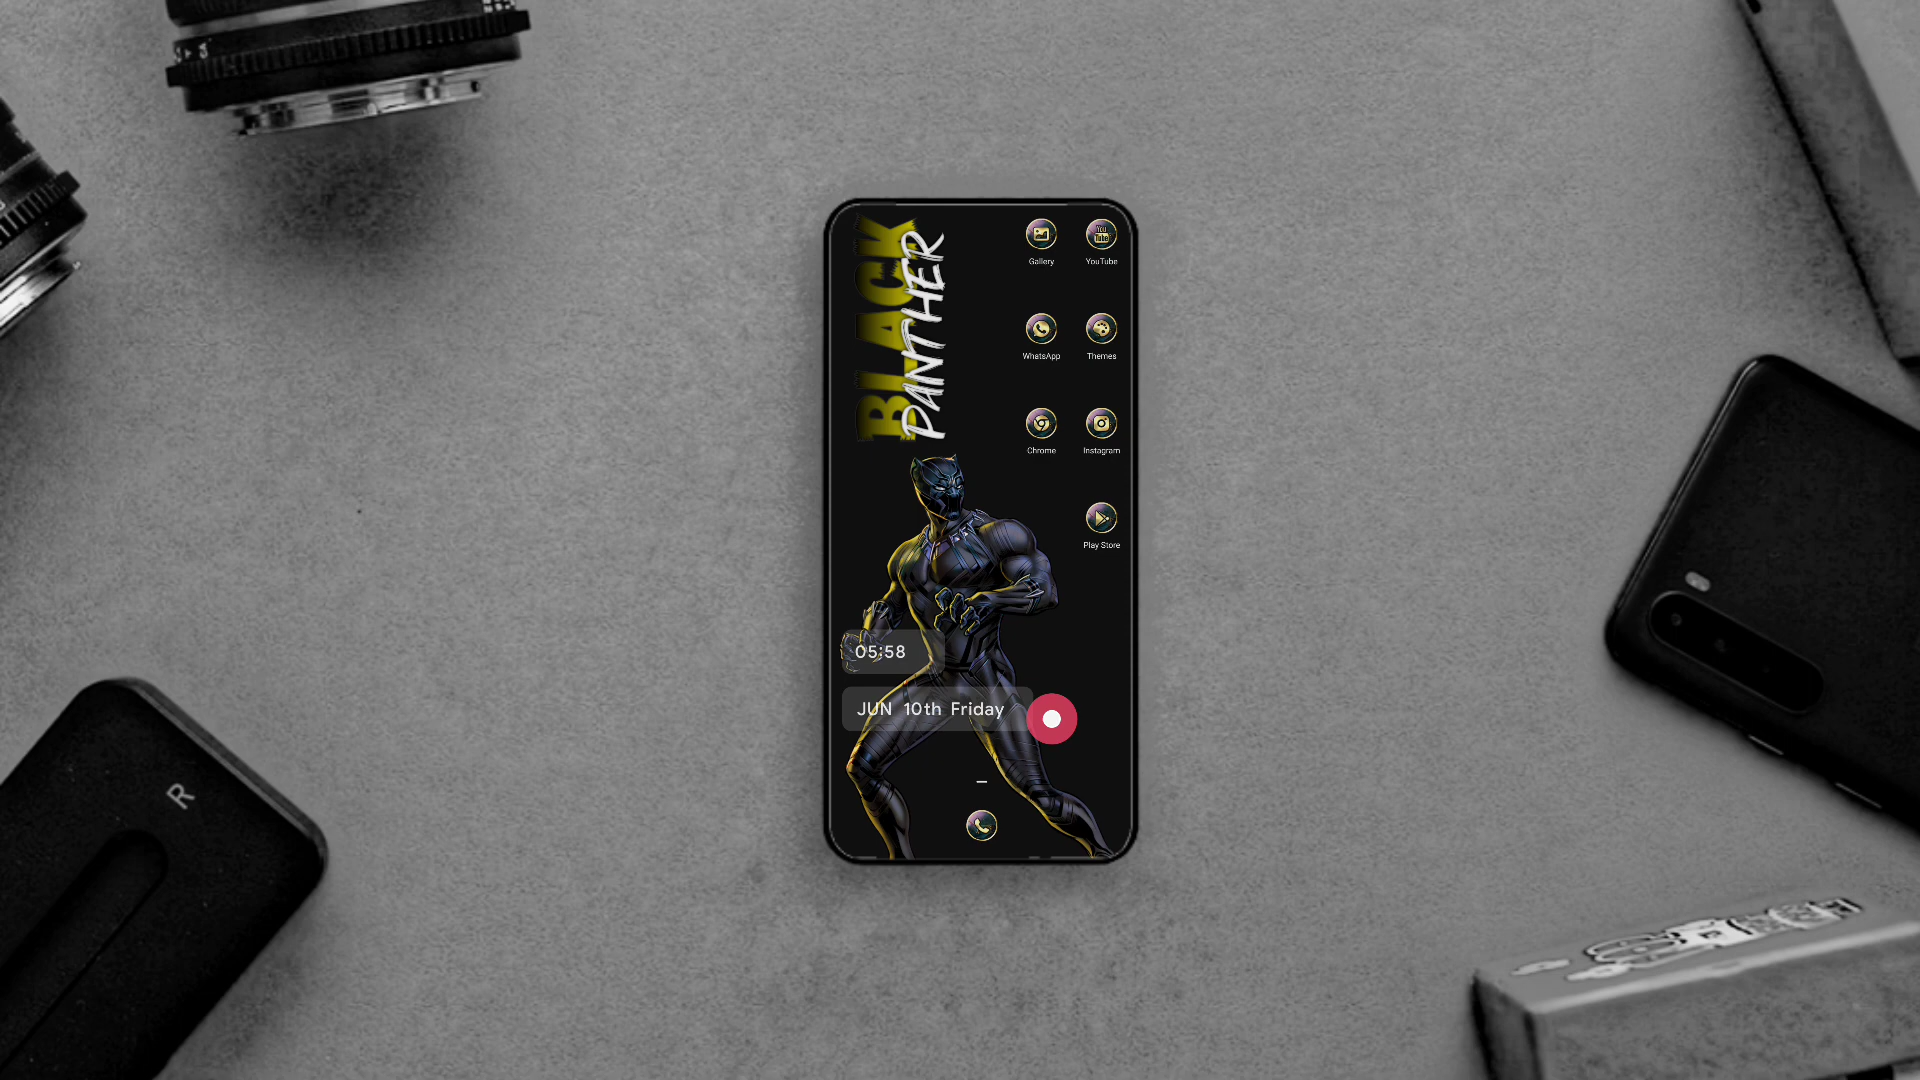 BLACK
PANTHER
Gallery
YouTube
WhatsApp
Themes
Chrome
Instagram
Play Store
05:58
JUN 10th Friday
R